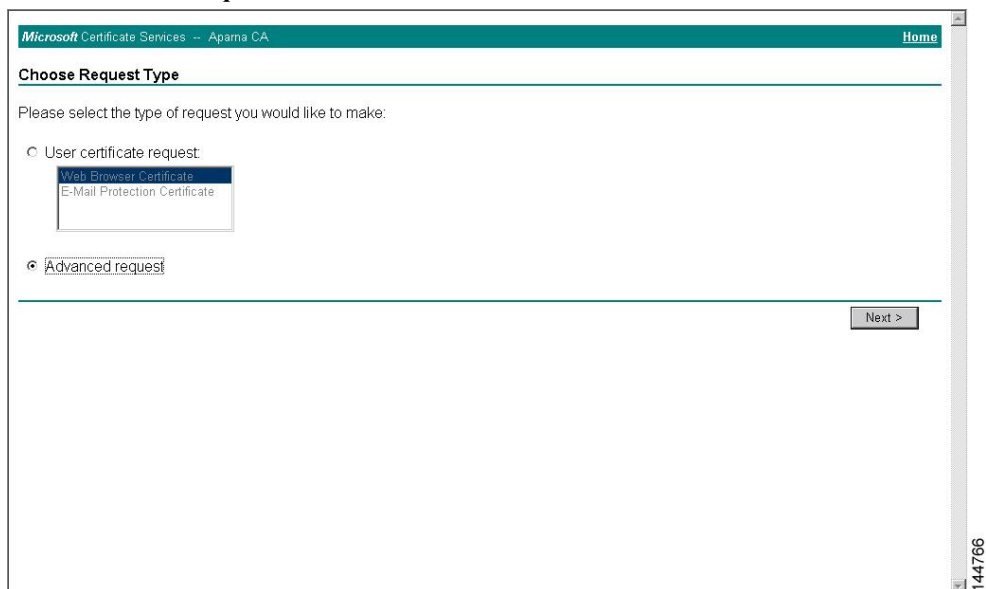 Microsoft Certificate Services -- Aparna CA Home
Choose Request Type
Please select the type of request you would like to make:
User certificate request:
Web Browser Certificate
E-Mail Protection Certificate
Advanced request
Next >
144766